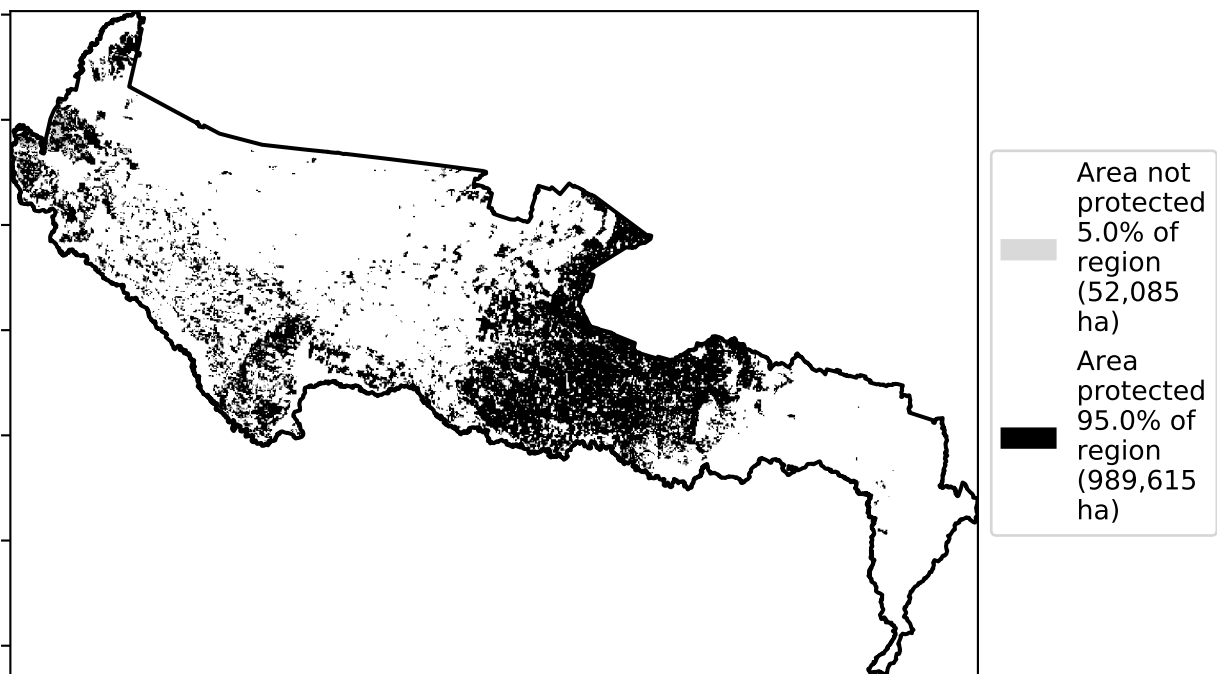 Area not
protected
5.0% of
region
(52,085
ha)
Area
protected
95.0% of
region
(989,615
ha)